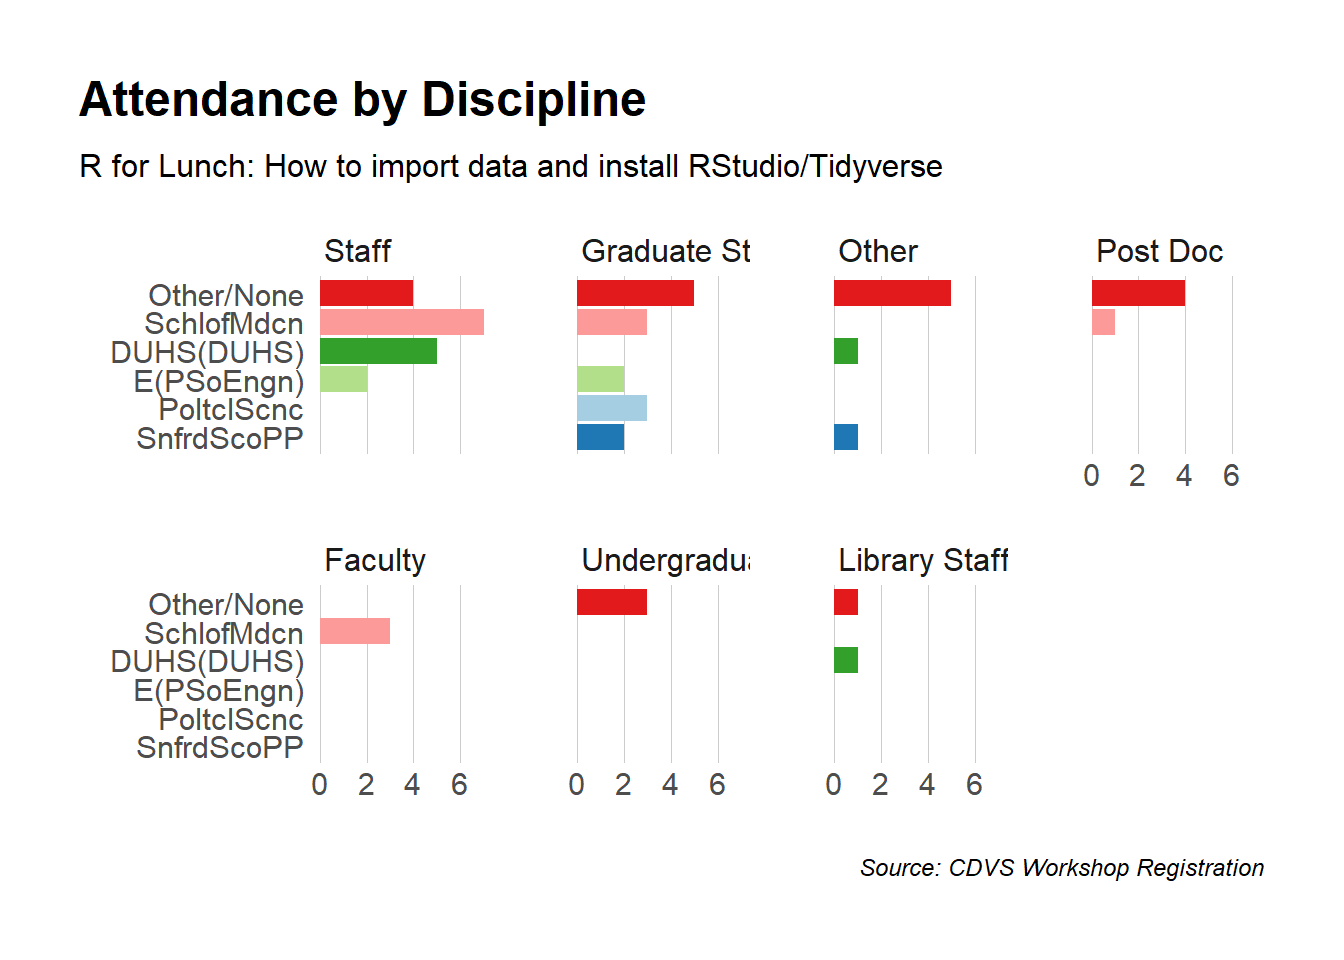 Attendance by Discipline
R for Lunch: How to import data and install RStudio/Tidyverse
Staff Graduate St Other Post Doc
Other/None
SchlofMdcn
DUHS(DUHS)
E(PSoEngn)
PoltclScnc
SnfrdScoPP
0 2 4 6
Faculty Undergradua Library Staff
Other/None
SchlofMdcn
DUHS(DUHS)
E(PSoEngn)
PoltclScnc
SnfrdScoPP
0 2 4 6 0 2 4 6 0 2 4 6
Source: CDVS Workshop Registration